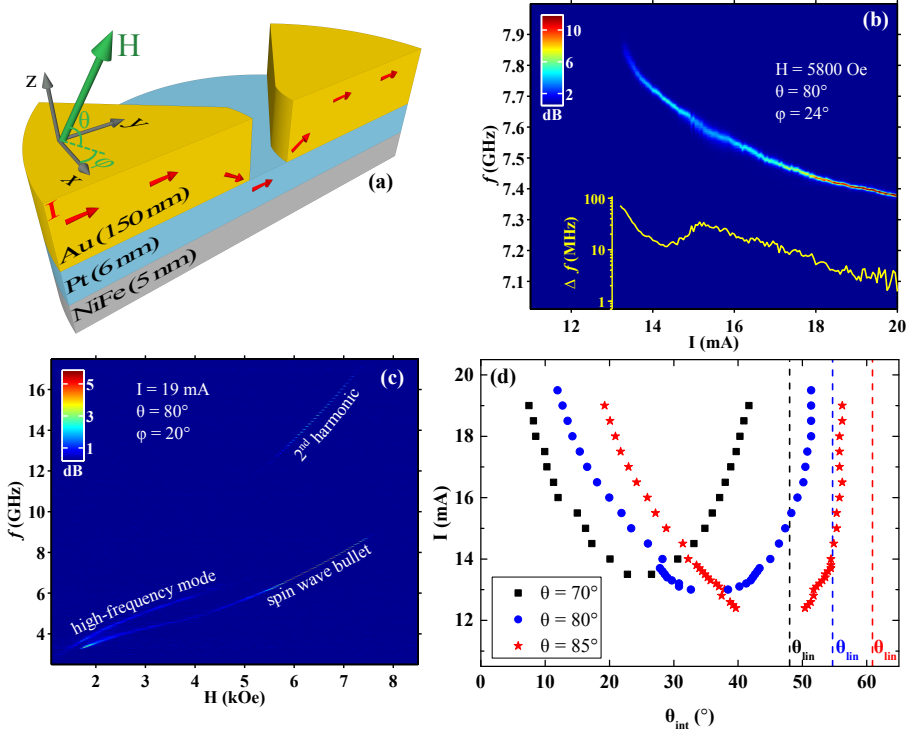 H
z
θ
y
φ
x
I
(a)
Au (150 nm)
Pt (6 nm)
NiFe (5 nm)
(b)
10
6
2
dB
H = 5800 Oe
θ = 80°
φ = 24°
7.9
7.8
7.7
7.6
7.5
7.4
7.3
7.2
7.1
f (GHz)
100
10
1
Δ f (MHz)
12 14 16 18 20
I (mA)
(c)
5
3
1
dB
I = 19 mA
θ = 80°
φ = 20°
2nd harmonic
high-frequency mode
spin wave bullet
16
14
12
10
8
6
4
f (GHz)
2 3 4 5 6 7 8
H (kOe)
(d)
20
18
16
14
12
I (mA)
θ = 70°
θ = 80°
θ = 85°
θlin θlin θlin
0 10 20 30 40 50 60
θint (°)